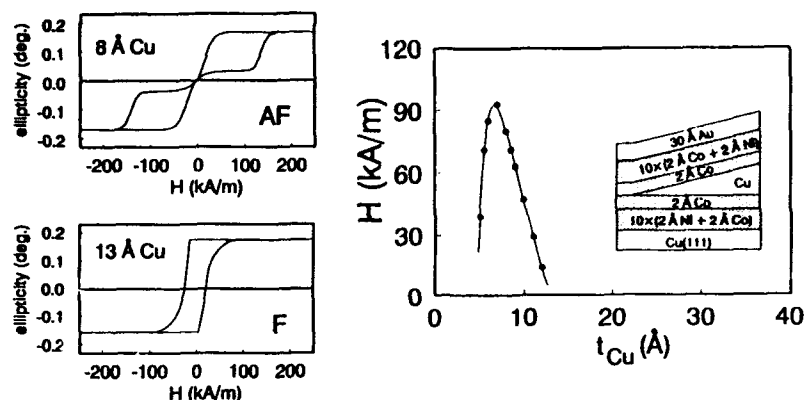 ellipticity (deg.)
0.2
0.1
0.0
-0.1
-0.2
8 Å Cu
AF
-200 -100 0 100 200
H (kA/m)
ellipticity (deg.)
0.2
0.1
0.0
-0.1
-0.2
13 Å Cu
F
-200 -100 0 100 200
H (kA/m)
H (kA/m)
120
90
60
30
0
0 10 20 30 40
tCu (Å)
30 Å Au
10×(2 Å Co + 2 Å Ni)
2 Å Co
Cu
2 Å Co
10×(2 Å Ni + 2 Å Co)
Cu(111)